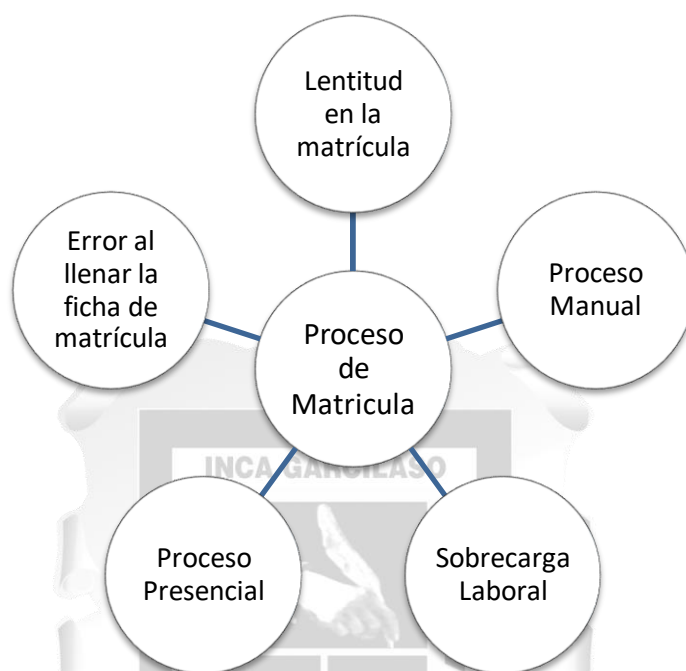 Lentitud
en la
matrícula
Error al
llenar la
ficha de
matrícula
Proceso
Manual
Proceso
de
Matricula
INCA GARCILASO
Proceso
Presencial
Sobrecarga
Laboral